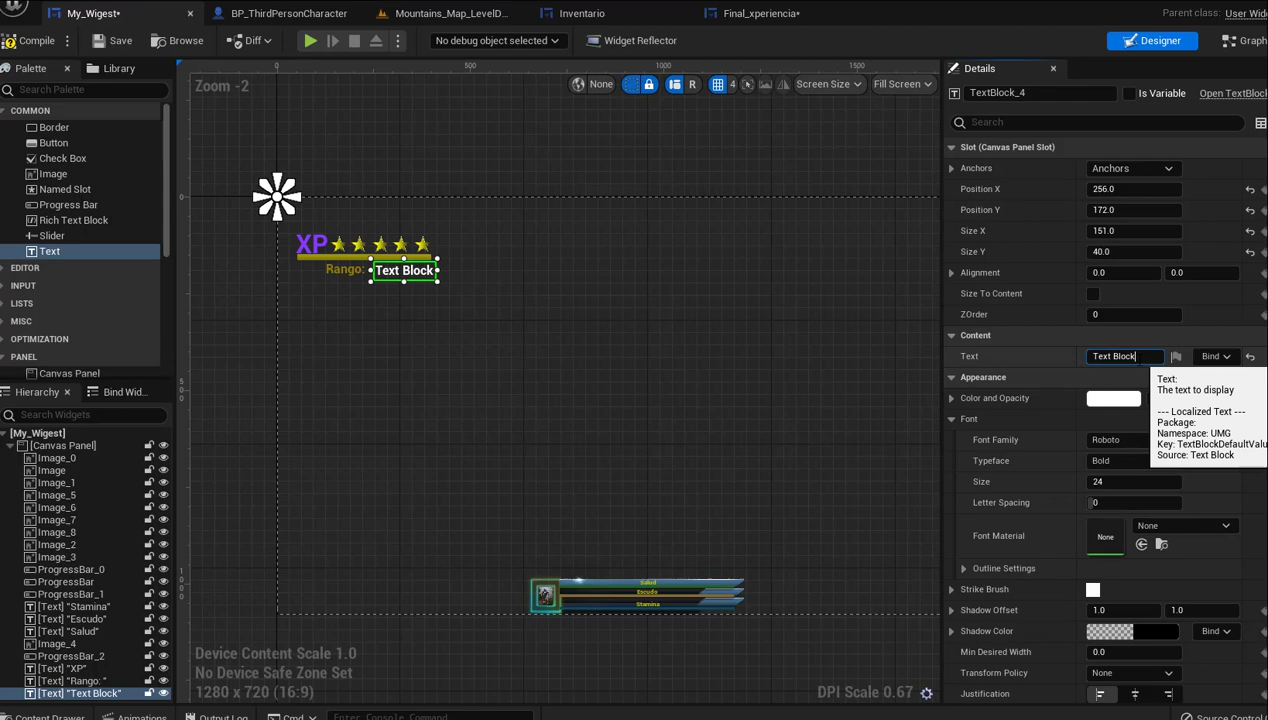 My_Wigest*
BP_ThirdPersonCharacter
Mountains_Map_LevelD...
Inventario
Final_xperiencia*
Parent class:
User Wid
Compile
Save
Browse
Diff
No debug object selected
Widget Reflector
Designer
Graph
Palette
Library
Search Palette
COMMON
Border
Button
Check Box
Image
Named Slot
Progress Bar
Rich Text Block
Slider
Text
EDITOR
INPUT
LISTS
MISC
OPTIMIZATION
PANEL
Canvas Panel
Hierarchy
Bind Wid...
Search Widgets
[My_Wigest]
[Canvas Panel]
Image_0
Image
Image_1
Image_5
Image_6
Image_7
Image_8
Image_2
Image_3
ProgressBar_0
ProgressBar
ProgressBar_1
[Text] "Stamina"
[Text] "Escudo"
[Text] "Salud"
Image_4
ProgressBar_2
[Text] "XP"
[Text] "Rango: "
[Text] "Text Block"
0
500
1000
1500
Zoom -2
None
R
4
Screen Size
Fill Screen
0
XP
Rango:
Text Block
500
1000
Salud
Escudo
Stamina
Device Content Scale 1.0
No Device Safe Zone Set
1280 x 720 (16:9)
DPI Scale 0.67
Details
TextBlock_4
Is Variable
Open TextBlock
Search
Slot (Canvas Panel Slot)
Anchors
Anchors
Position X
256.0
Position Y
172.0
Size X
151.0
Size Y
40.0
Alignment
0.0
0.0
Size To Content
ZOrder
0
Content
Text
Text Block
Bind
Appearance
Color and Opacity
Font
Font Family
Roboto
Typeface
Bold
Size
24
Letter Spacing
0
Font Material
None
None
Outline Settings
Strike Brush
Shadow Offset
1.0
1.0
Shadow Color
Bind
Min Desired Width
0.0
Transform Policy
None
Justification
Text:
The text to display
--- Localized Text ---
Package:
Namespace: UMG
Key: TextBlockDefaultValu
Source: Text Block
Content Drawer
Animations
Output Log
Cmd
Enter Console Command
Source Control